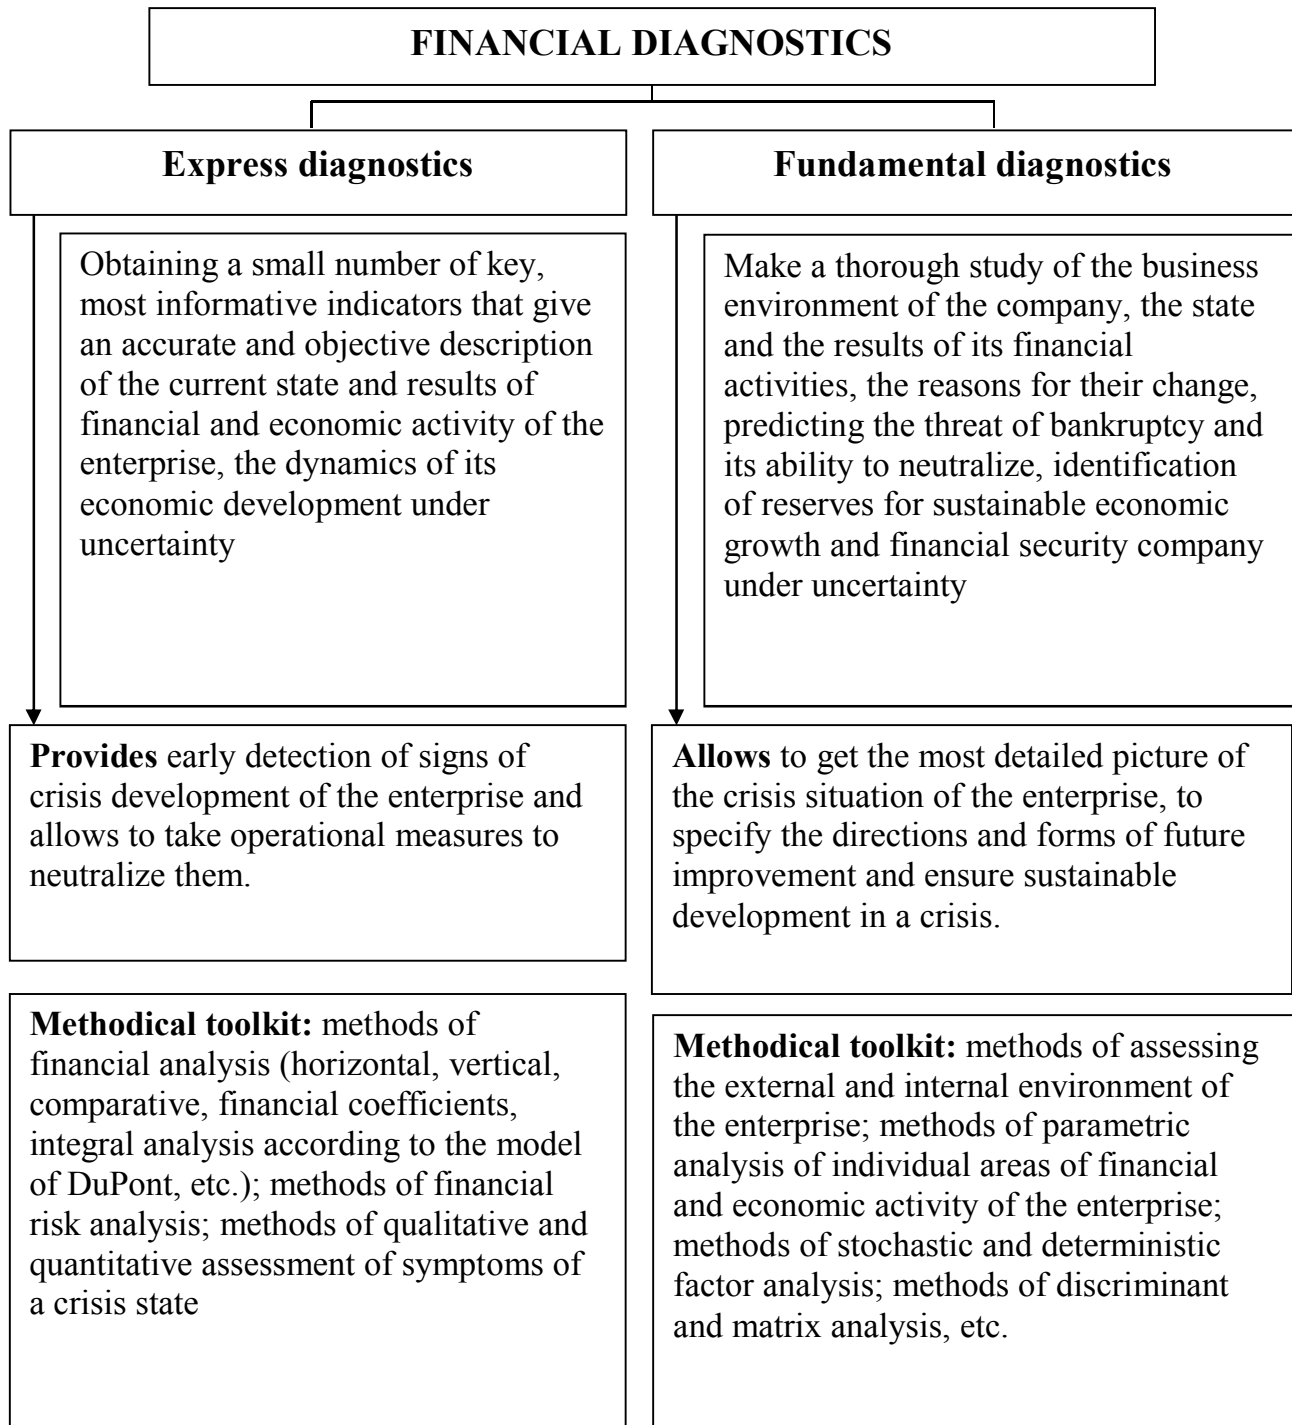 FINANCIAL DIAGNOSTICS
Express diagnostics
Obtaining a small number of key,
most informative indicators that give
an accurate and objective description
of the current state and results of
financial and economic activity of the
enterprise, the dynamics of its
economic development under
uncertainty
Provides early detection of signs of
crisis development of the enterprise and
allows to take operational measures to
neutralize them.
Methodical toolkit: methods of
financial analysis (horizontal, vertical,
comparative, financial coefficients,
integral analysis according to the model
of DuPont, etc.); methods of financial
risk analysis; methods of qualitative and
quantitative assessment of symptoms of
a crisis state
Fundamental diagnostics
Make a thorough study of the business
environment of the company, the state
and the results of its financial
activities, the reasons for their change,
predicting the threat of bankruptcy and
its ability to neutralize, identification
of reserves for sustainable economic
growth and financial security company
under uncertainty
Allows to get the most detailed picture of
the crisis situation of the enterprise, to
specify the directions and forms of future
improvement and ensure sustainable
development in a crisis.
Methodical toolkit: methods of assessing
the external and internal environment of
the enterprise; methods of parametric
analysis of individual areas of financial
and economic activity of the enterprise;
methods of stochastic and deterministic
factor analysis; methods of discriminant
and matrix analysis, etc.